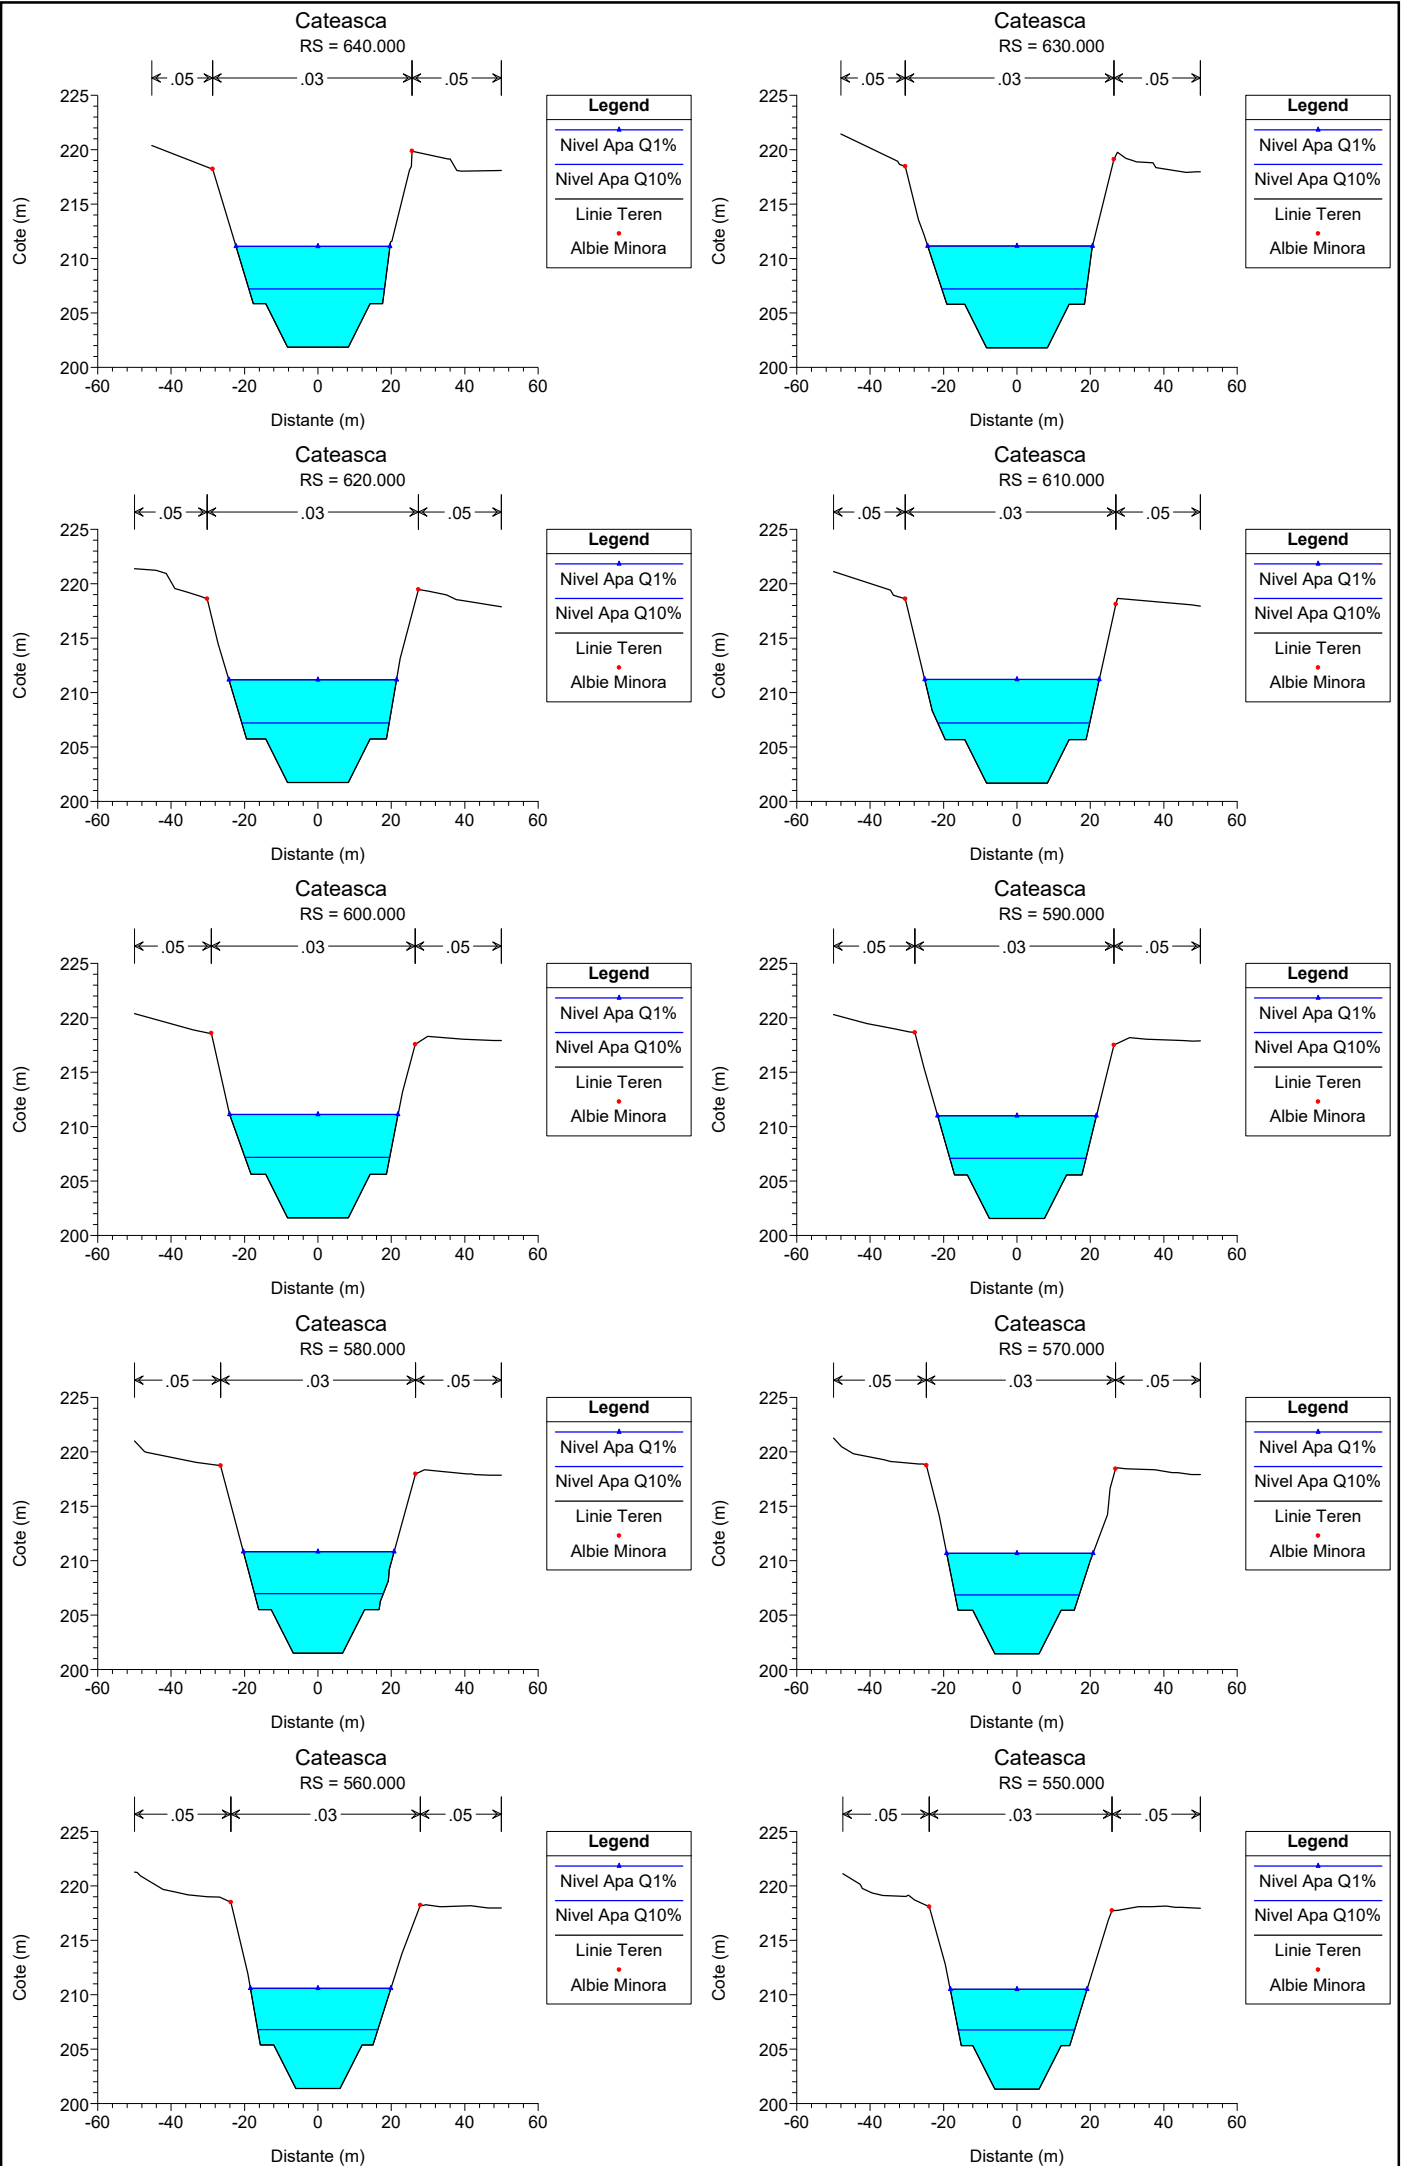 Cateasca
RS = 640.000
.05 .03 .05
Legend
Nivel Apa Q1%
Nivel Apa Q10%
Linie Teren
Albie Minora
225
220
215
210
205
200
Cote (m)
-60 -40 -20 0 20 40 60
Distante (m)
Cateasca
RS = 630.000
.05 .03 .05
Legend
Nivel Apa Q1%
Nivel Apa Q10%
Linie Teren
Albie Minora
225
220
215
210
205
200
Cote (m)
-60 -40 -20 0 20 40 60
Distante (m)
Cateasca
RS = 620.000
.05 .03 .05
Legend
Nivel Apa Q1%
Nivel Apa Q10%
Linie Teren
Albie Minora
225
220
215
210
205
200
Cote (m)
-60 -40 -20 0 20 40 60
Distante (m)
Cateasca
RS = 610.000
.05 .03 .05
Legend
Nivel Apa Q1%
Nivel Apa Q10%
Linie Teren
Albie Minora
225
220
215
210
205
200
Cote (m)
-60 -40 -20 0 20 40 60
Distante (m)
Cateasca
RS = 600.000
.05 .03 .05
Legend
Nivel Apa Q1%
Nivel Apa Q10%
Linie Teren
Albie Minora
225
220
215
210
205
200
Cote (m)
-60 -40 -20 0 20 40 60
Distante (m)
Cateasca
RS = 590.000
.05 .03 .05
Legend
Nivel Apa Q1%
Nivel Apa Q10%
Linie Teren
Albie Minora
225
220
215
210
205
200
Cote (m)
-60 -40 -20 0 20 40 60
Distante (m)
Cateasca
RS = 580.000
.05 .03 .05
Legend
Nivel Apa Q1%
Nivel Apa Q10%
Linie Teren
Albie Minora
225
220
215
210
205
200
Cote (m)
-60 -40 -20 0 20 40 60
Distante (m)
Cateasca
RS = 570.000
.05 .03 .05
Legend
Nivel Apa Q1%
Nivel Apa Q10%
Linie Teren
Albie Minora
225
220
215
210
205
200
Cote (m)
-60 -40 -20 0 20 40 60
Distante (m)
Cateasca
RS = 560.000
.05 .03 .05
Legend
Nivel Apa Q1%
Nivel Apa Q10%
Linie Teren
Albie Minora
225
220
215
210
205
200
Cote (m)
-60 -40 -20 0 20 40 60
Distante (m)
Cateasca
RS = 550.000
.05 .03 .05
Legend
Nivel Apa Q1%
Nivel Apa Q10%
Linie Teren
Albie Minora
225
220
215
210
205
200
Cote (m)
-60 -40 -20 0 20 40 60
Distante (m)